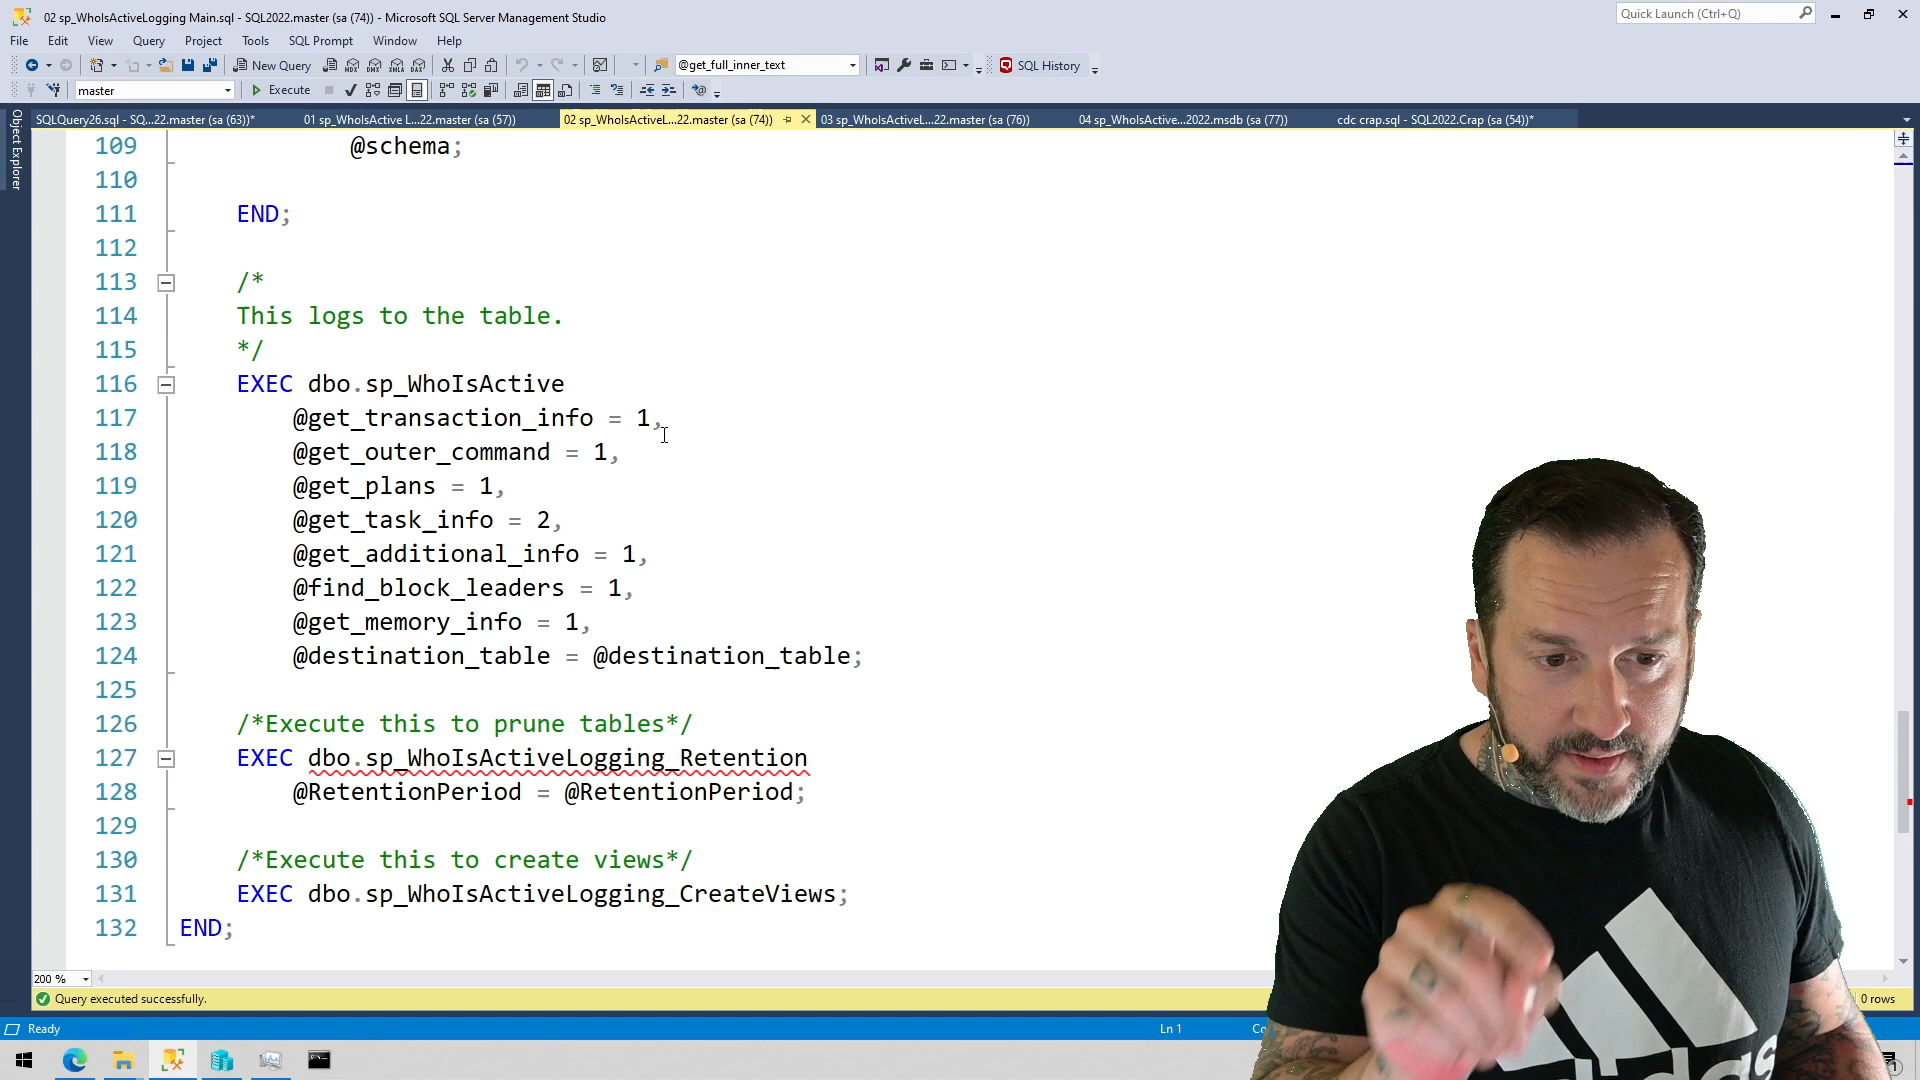 02 sp_WhoIsActiveLogging Main.sql - SQL2022.master (sa (74)) - Microsoft SQL Server Management Studio
Quick Launch (Ctrl+Q)
File Edit View Query Project Tools SQL Prompt Window Help
New Query
MDX DMX XMLA DAX
@get_full_inner_text
SQL History
master
Execute
SQLQuery26.sql - SQ...22.master (sa (63))*
01 sp_WhoIsActive L...22.master (sa (57))
02 sp_WhoIsActiveL...22.master (sa (74))
03 sp_WhoIsActiveL...22.master (sa (76))
04 sp_WhoIsActive...2022.msdb (sa (77))
cdc crap.sql - SQL2022.Crap (sa (54))*
Object Explorer
109 @schema;
110
111 END;
112
113 /*
114 This logs to the table.
115 */
116 EXEC dbo.sp_WhoIsActive
117 @get_transaction_info = 1,
118 @get_outer_command = 1,
119 @get_plans = 1,
120 @get_task_info = 2,
121 @get_additional_info = 1,
122 @find_block_leaders = 1,
123 @get_memory_info = 1,
124 @destination_table = @destination_table;
125
126 /*Execute this to prune tables*/
127 EXEC dbo.sp_WhoIsActiveLogging_Retention
128 @RetentionPeriod = @RetentionPeriod;
129
130 /*Execute this to create views*/
131 EXEC dbo.sp_WhoIsActiveLogging_CreateViews;
132 END;
200 %
Query executed successfully.
0 rows
Ready
Ln 1